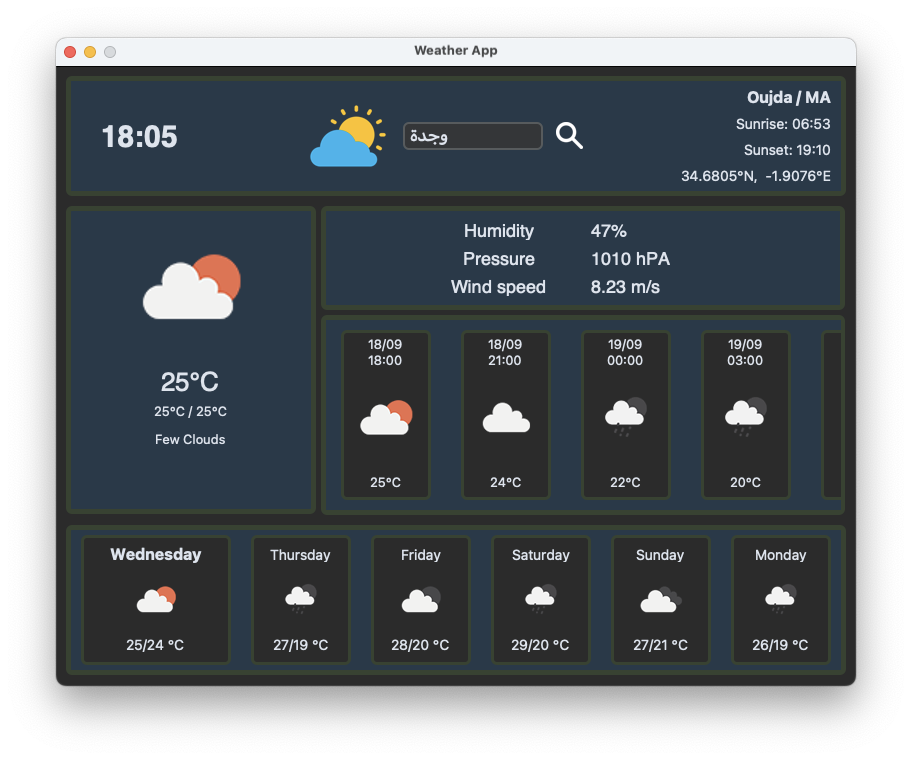 Weather App
18:05
وجدة
Oujda / MA
Sunrise: 06:53
Sunset: 19:10
34.6805°N, -1.9076°E
25°C
25°C / 25°C
Few Clouds
Humidity 47%
Pressure 1010 hPA
Wind speed 8.23 m/s
18/09 18/09 19/09 19/09
18:00 21:00 00:00 03:00
25°C 24°C 22°C 20°C
Wednesday Thursday Friday Saturday Sunday Monday
25/24 °C 27/19 °C 28/20 °C 29/20 °C 27/21 °C 26/19 °C